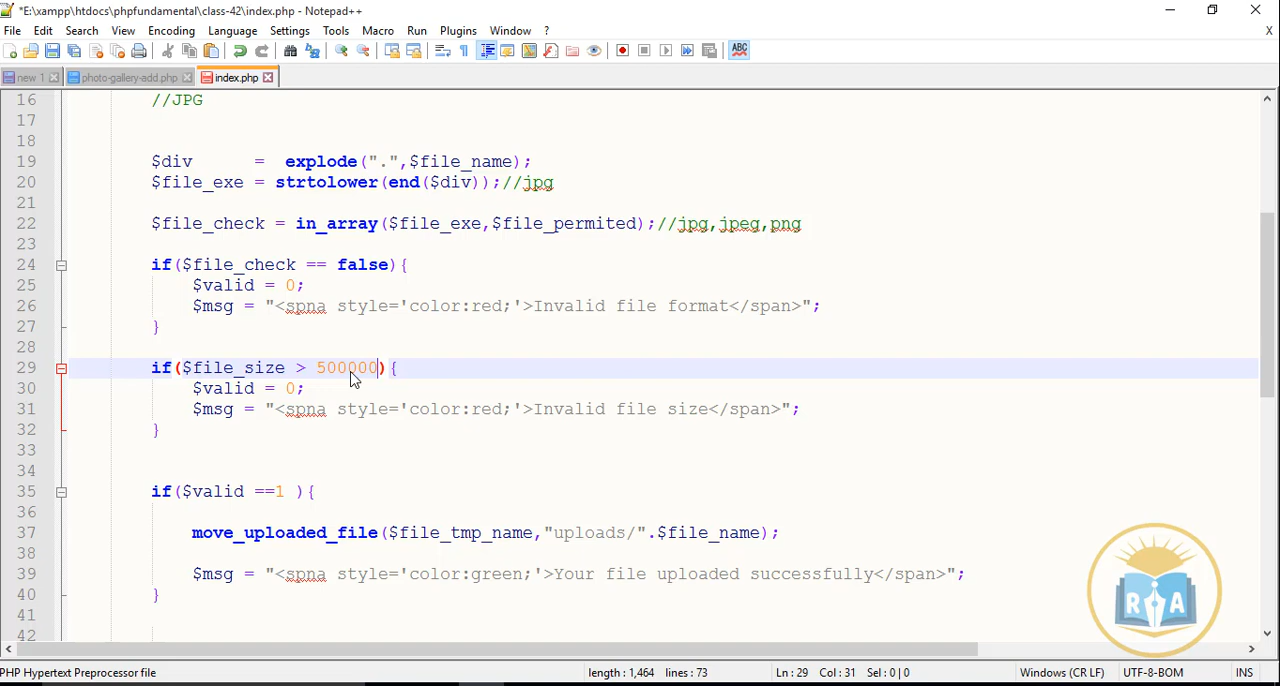 *E:\xampp\htdocs\phpfundamental\class-42\index.php - Notepad++
File Edit Search View Encoding Language Settings Tools Macro Run Plugins Window ? X
ABC
new 1 photo-gallery-add.php index.php
16 //JPG
17
18
19 $div = explode(".",$file_name);
20 $file_exe = strtolower(end($div));//jpg
21
22 $file_check = in_array($file_exe,$file_permited);//jpg,jpeg,png
23
24 if($file_check == false){
25 $valid = 0;
26 $msg = "<spna style='color:red;'>Invalid file format</span>";
27 }
28
29 if($file_size > 500000){
30 $valid = 0;
31 $msg = "<spna style='color:red;'>Invalid file size</span>";
32 }
33
34
35 if($valid ==1 ){
36
37 move_uploaded_file($file_tmp_name,"uploads/".$file_name);
38
39 $msg = "<spna style='color:green;'>Your file uploaded successfully</span>";
40 }
41
42
R A
PHP Hypertext Preprocessor file length : 1,464 lines : 73 Ln : 29 Col : 31 Sel : 0 | 0 Windows (CR LF) UTF-8-BOM INS